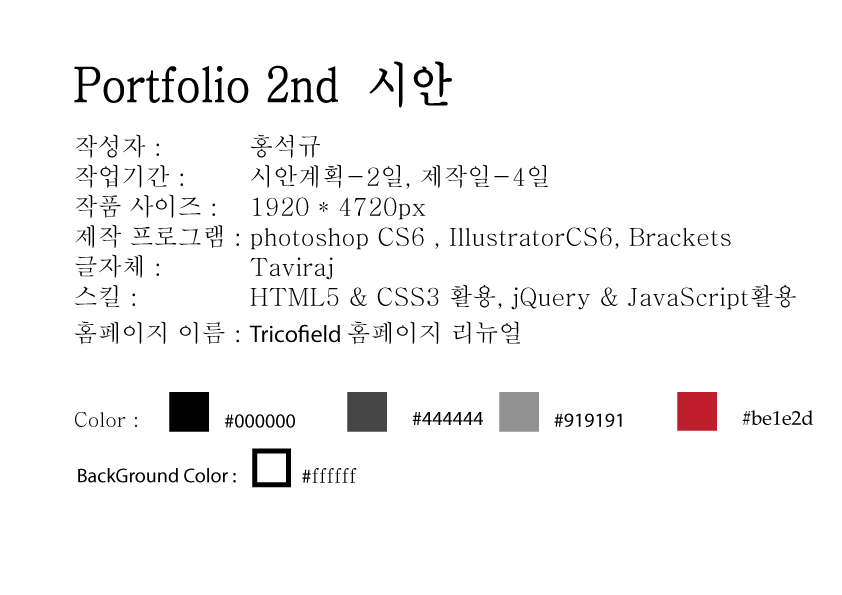 Portfolio 2nd 시안
작성자 : 홍석규
작업기간 : 시안계획-2일, 제작일-4일
작품 사이즈 : 1920 * 4720px
제작 프로그램 : photoshop CS6 , IllustratorCS6, Brackets
글자체 : Taviraj
스킬 : HTML5 & CSS3 활용, jQuery & JavaScript활용
홈페이지 이름 : Tricofield 홈페이지 리뉴얼
Color : #000000 #444444 #919191 #be1e2d
BackGround Color : #ffffff